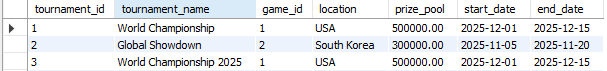 tournament_id tournament_name game_id location prize_pool start_date end_date
1 World Championship 1 USA 500000.00 2025-12-01 2025-12-15
2 Global Showdown 2 South Korea 300000.00 2025-11-05 2025-11-20
3 World Championship 2025 1 USA 500000.00 2025-12-01 2025-12-15